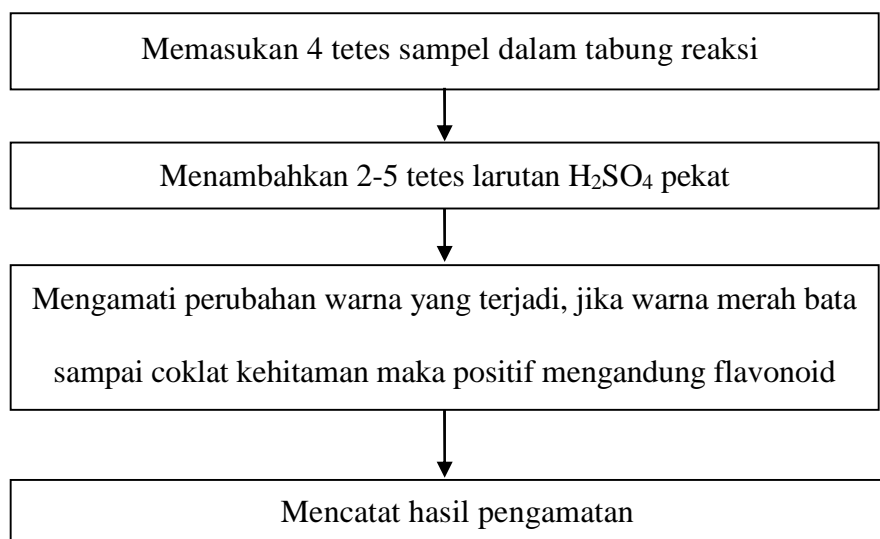 Memasukan 4 tetes sampel dalam tabung reaksi
Menambahkan 2-5 tetes larutan H₂SO₄ pekat
Mengamati perubahan warna yang terjadi, jika warna merah bata
sampai coklat kehitaman maka positif mengandung flavonoid
Mencatat hasil pengamatan